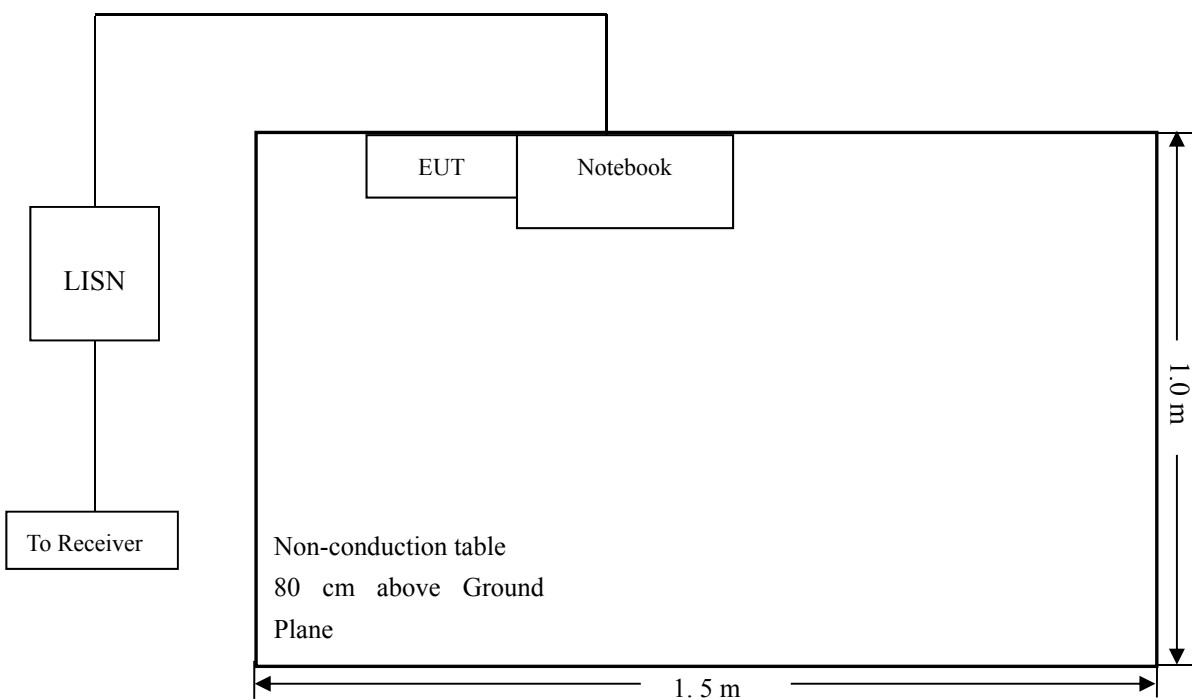 EUT
Notebook
LISN
1.0 m
To Receiver
Non-conduction table
80 cm above Ground
Plane
1. 5 m